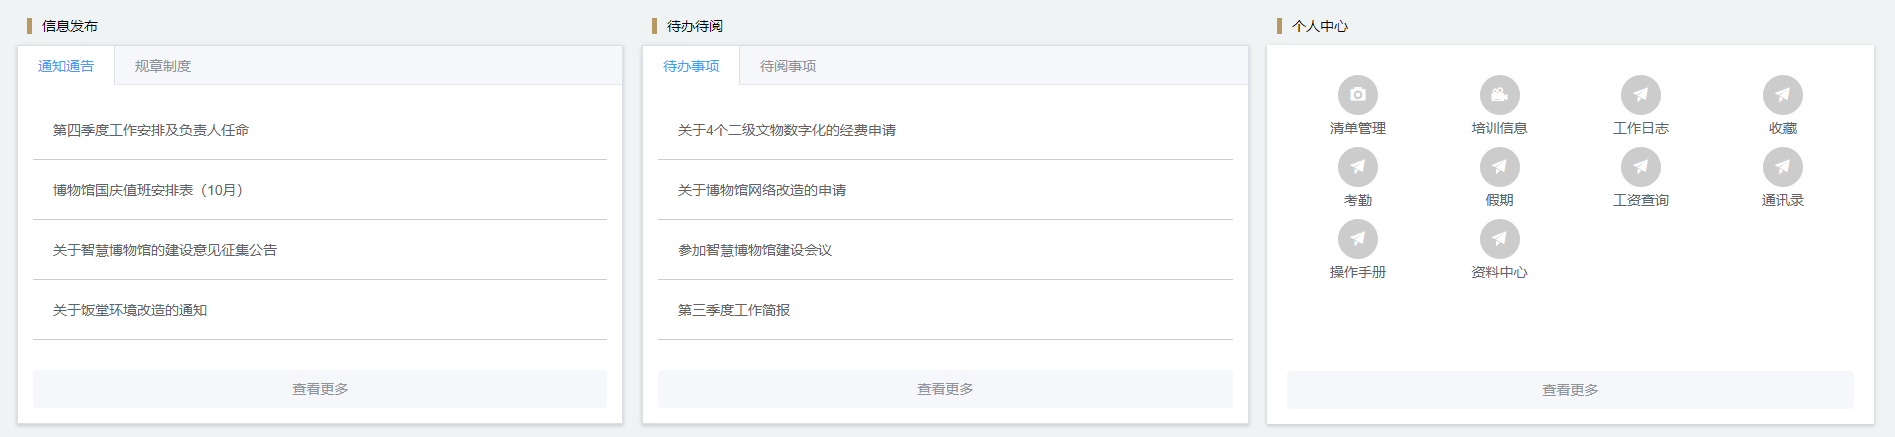 信息发布
通知通告
规章制度
第四季度工作安排及负责人任命
博物馆国庆值班安排表（10月）
关于智慧博物馆的建设意见征集公告
关于饭堂环境改造的通知
查看更多
待办待阅
待办事项
待阅事项
关于4个二级文物数字化的经费申请
关于博物馆网络改造的申请
参加智慧博物馆建设会议
第三季度工作简报
查看更多
个人中心
清单管理
培训信息
工作日志
收藏
考勤
假期
工资查询
通讯录
操作手册
资料中心
查看更多